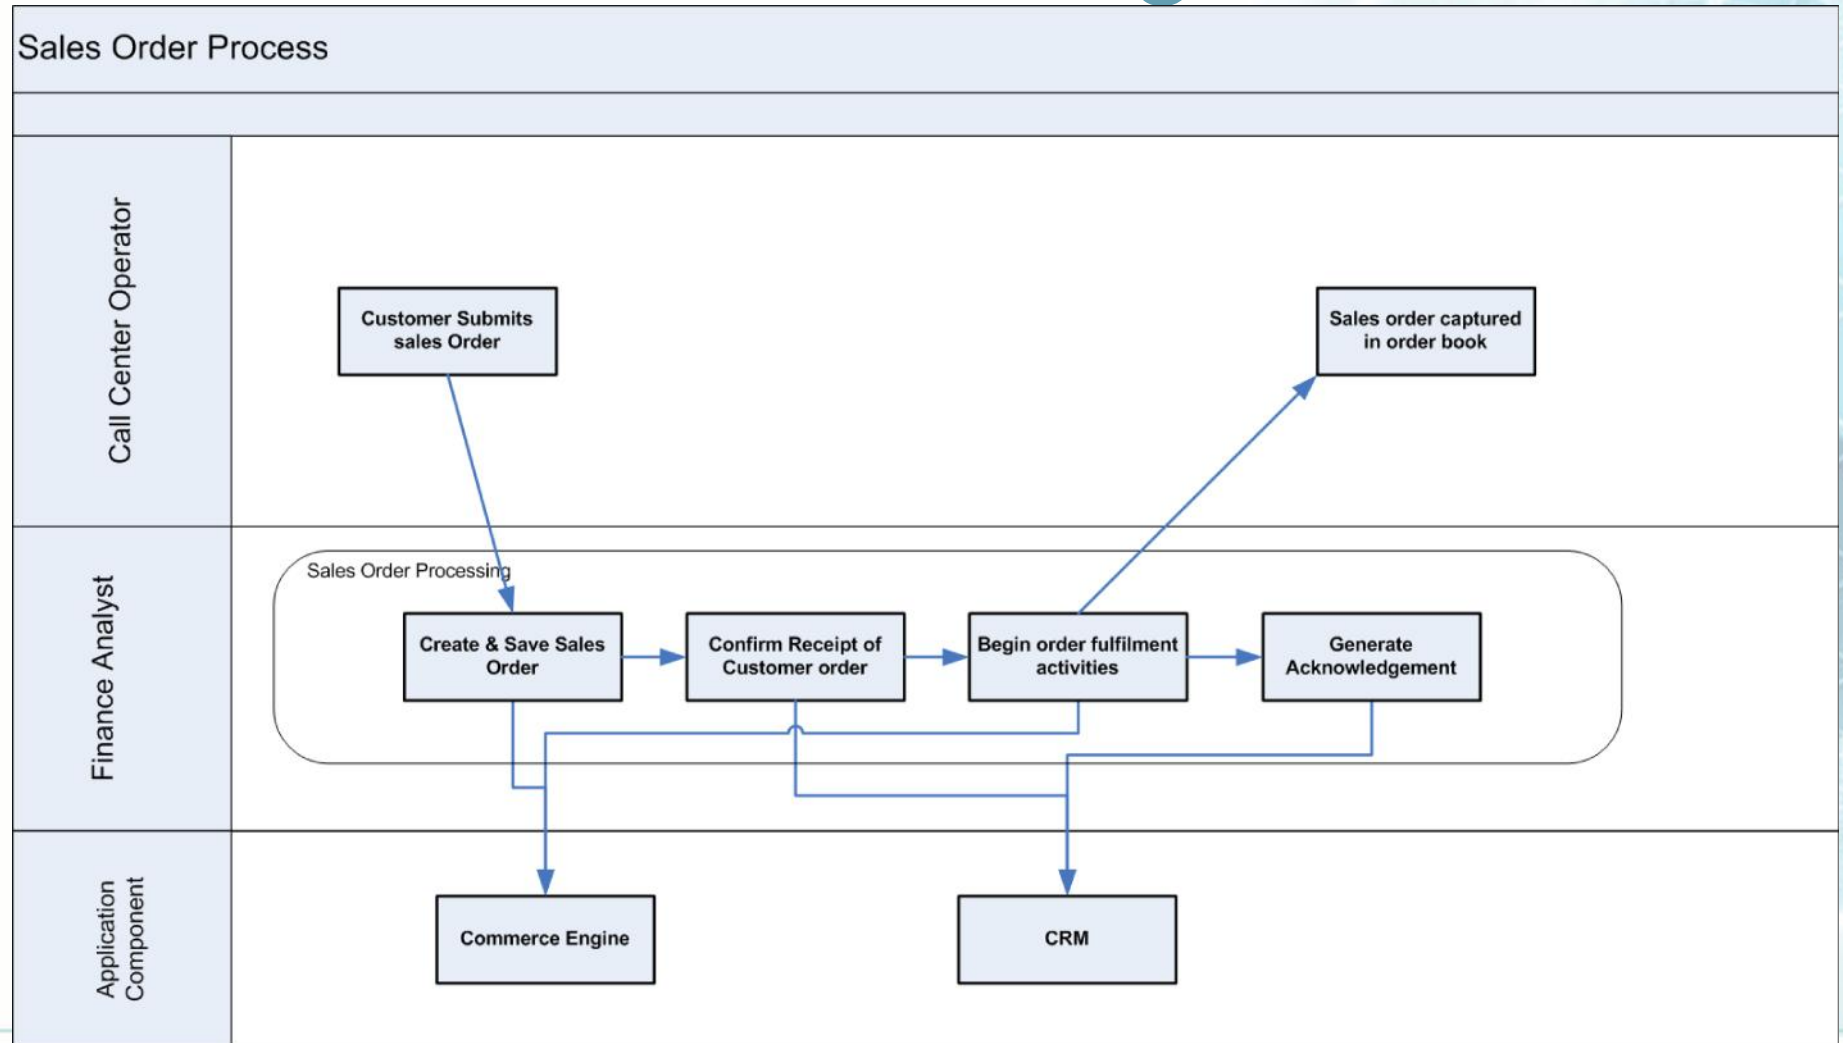 Sales Order Process
Call Center Operator
Customer Submits
sales Order
Sales order captured
in order book
Finance Analyst
Sales Order Processing
Create & Save Sales
Order
Confirm Receipt of
Customer order
Begin order fulfilment
activities
Generate
Acknowledgement
Application
Component
Commerce Engine
CRM